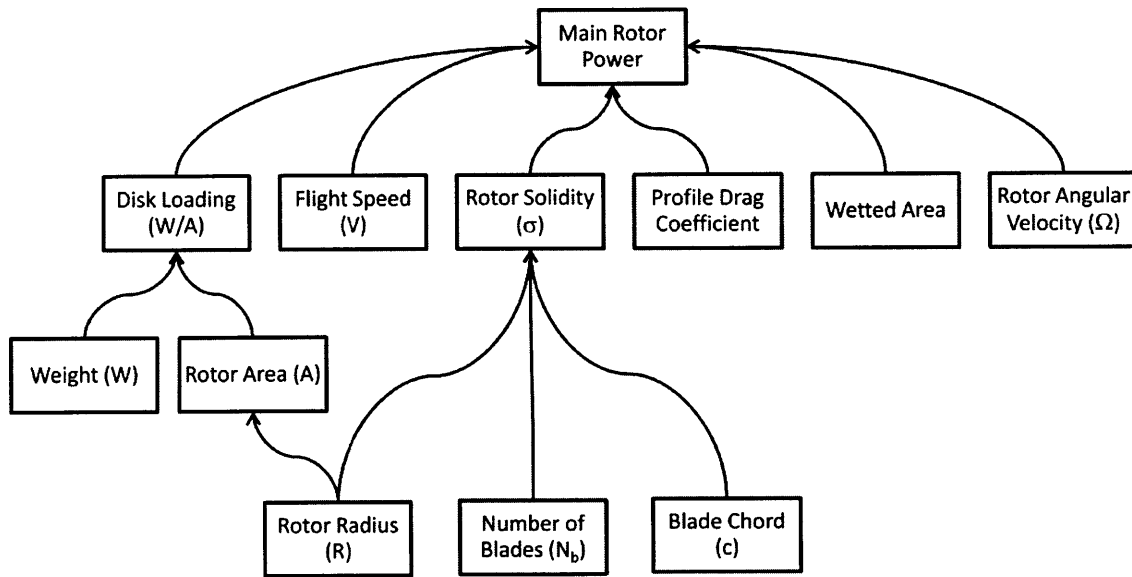 Main Rotor
Power
Disk Loading
(W/A)
Flight Speed
(V)
Rotor Solidity
(σ)
Profile Drag
Coefficient
Wetted Area
Rotor Angular
Velocity (Ω)
Weight (W)
Rotor Area (A)
Rotor Radius
(R)
Number of
Blades (N_b)
Blade Chord
(c)